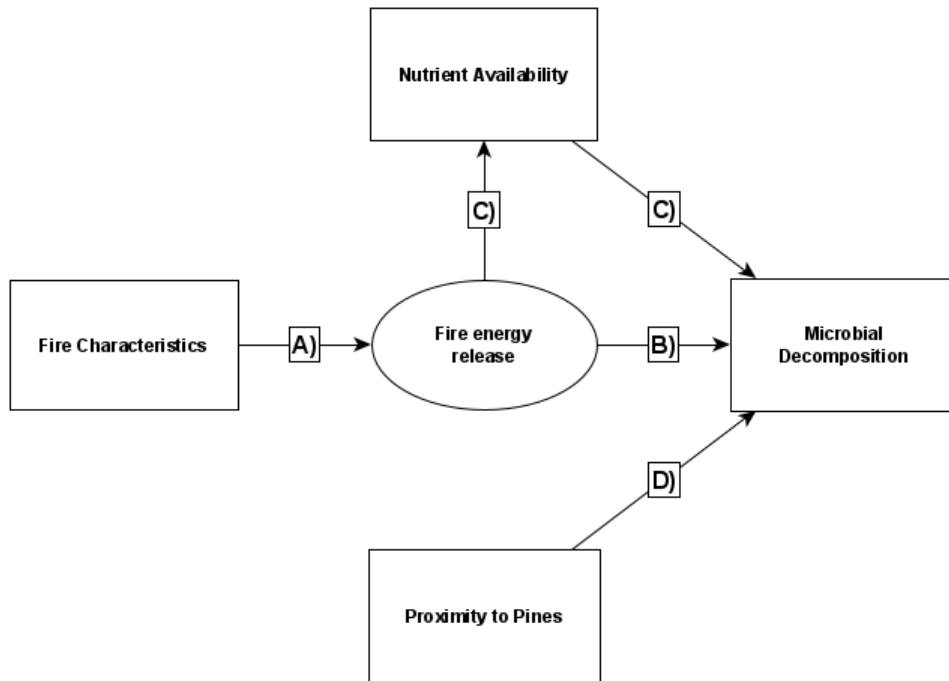 Nutrient Availability
C)
C)
Fire Characteristics
A)
Fire energy
release
B)
Microbial
Decomposition
D)
Proximity to Pines